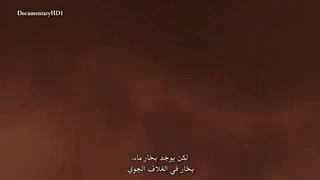 DocumentaryHD1
لكن يوجد بخار ماء،
بخار في الغلاف الجوي